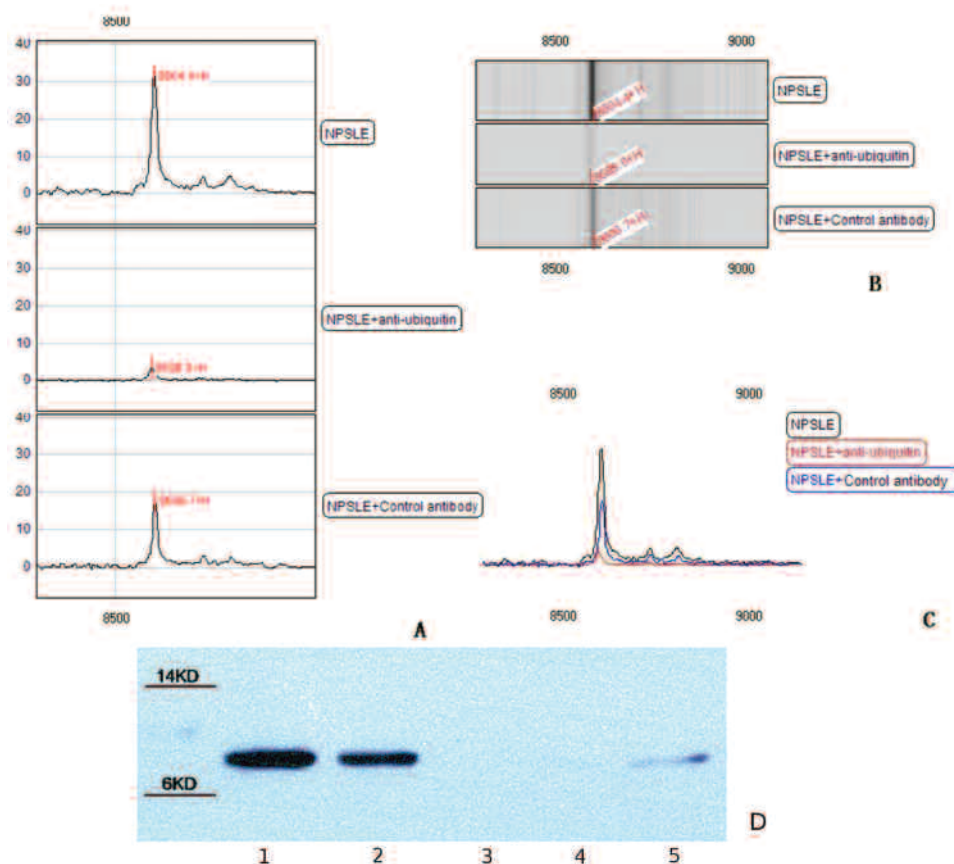 8500
40
30
20
10
0
NPSLE
40
30
20
10
0
NPSLE+anti-ubiquitin
40
30
20
10
0
NPSLE+Control antibody
8500
A
8500 9000
NPSLE
NPSLE+anti-ubiquitin
NPSLE+Control antibody
8500 9000
B
8500 9000
NPSLE
NPSLE+anti-ubiquitin
NPSLE+Control antibody
8500 9000
C
14KD
6KD
D
1 2 3 4 5